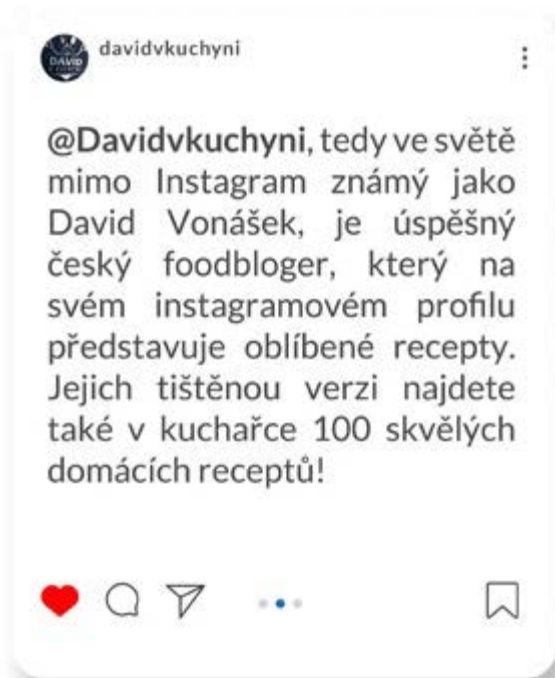 DAVID
davidvkuchyni
@Davidvkuchyni, tedy ve světě
mimo Instagram známý jako
David Vonášek, je úspěšný
český foodbloger, který na
svém instagramovém profilu
představuje oblíbené recepty.
Jejich tištěnou verzi najdete
také v kuchařce 100 skvělých
domácích receptů!